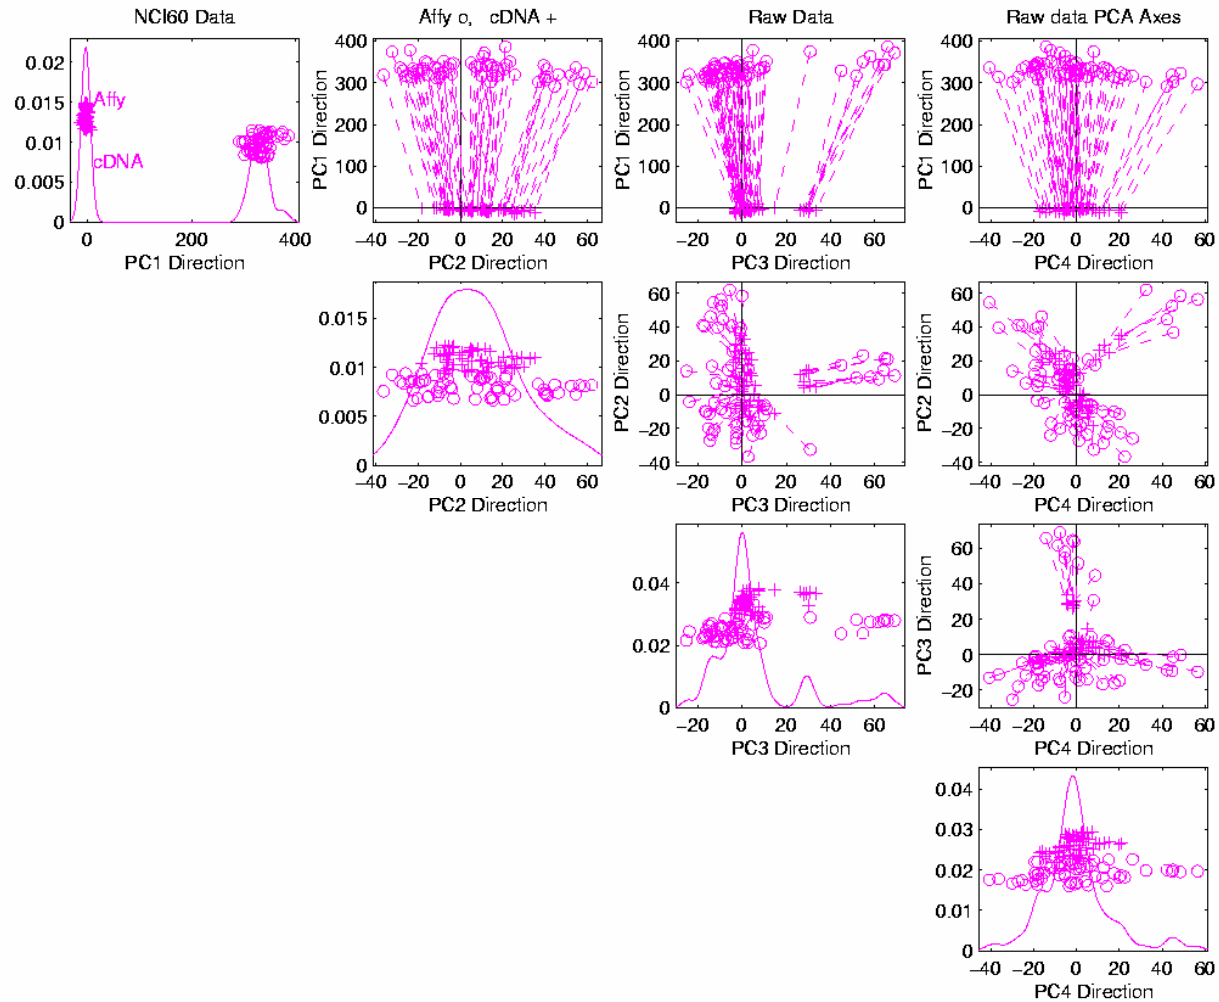 NCI60 Data
Affy o, cDNA +
Raw Data
Raw data PCA Axes
0.02
0.015
0.01
0.005
0
Affy
cDNA
0 200 400
PC1 Direction
400
300
200
100
0
PC1 Direction
−40 −20 0 20 40 60
PC2 Direction
400
300
200
100
0
PC1 Direction
−20 0 20 40 60
PC3 Direction
400
300
200
100
0
PC1 Direction
−40 −20 0 20 40 60
PC4 Direction
0.015
0.01
0.005
0
−40 −20 0 20 40 60
PC2 Direction
60
40
20
0
−20
−40
PC2 Direction
−20 0 20 40 60
PC3 Direction
60
40
20
0
−20
−40
PC2 Direction
−40 −20 0 20 40 60
PC4 Direction
0.04
0.02
0
−20 0 20 40 60
PC3 Direction
60
40
20
0
−20
PC3 Direction
−40 −20 0 20 40 60
PC4 Direction
0.04
0.03
0.02
0.01
0
−40 −20 0 20 40 60
PC4 Direction